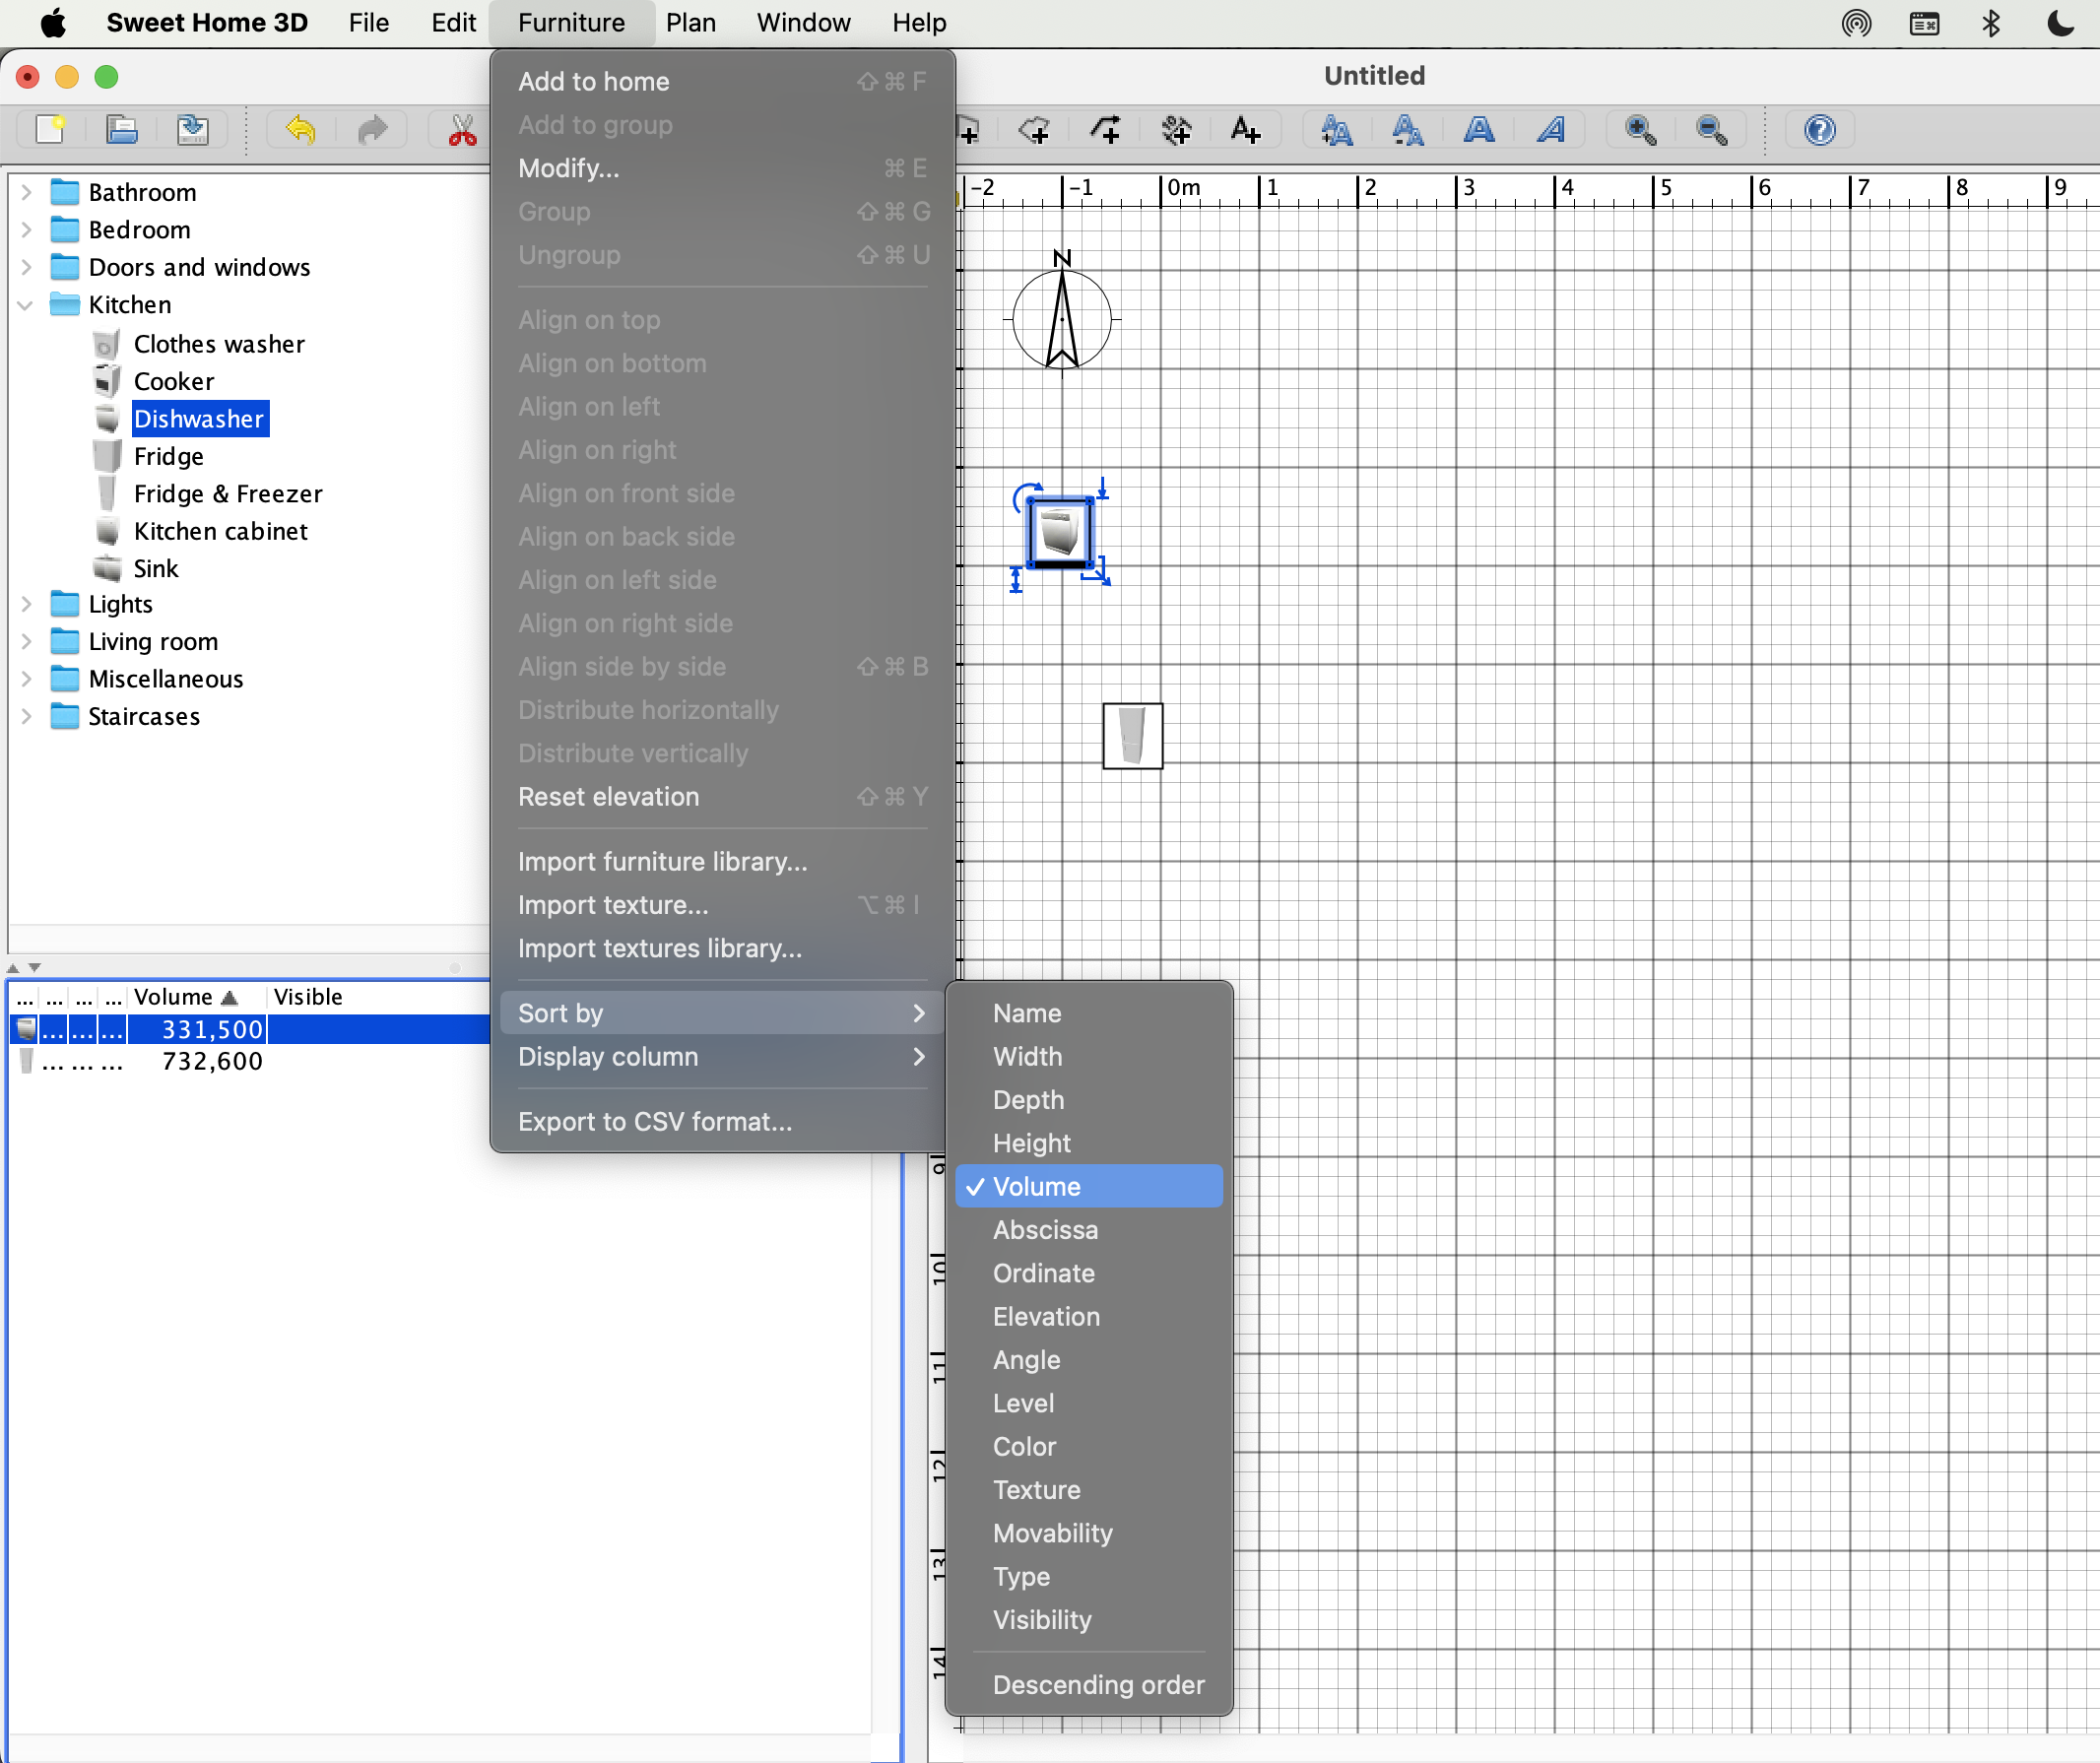 Sweet Home 3D File Edit Furniture Plan Window Help
Untitled
Add to home ⇧⌘F
Add to group
Modify... ⌘E
Group ⇧⌘G
Ungroup ⇧⌘U
Align on top
Align on bottom
Align on left
Align on right
Align on front side
Align on back side
Align on left side
Align on right side
Align side by side ⇧⌘B
Distribute horizontally
Distribute vertically
Reset elevation ⇧⌘Y
Import furniture library...
Import texture... ⌥⌘I
Import textures library...
Sort by
Display column
Export to CSV format...
Bathroom
Bedroom
Doors and windows
Kitchen
Clothes washer
Cooker
Dishwasher
Fridge
Fridge & Freezer
Kitchen cabinet
Sink
Lights
Living room
Miscellaneous
Staircases
... ... ... ... Volume Visible
... ... ... 331,500
... ... ... 732,600
Name
Width
Depth
Height
✓ Volume
Abscissa
Ordinate
Elevation
Angle
Level
Color
Texture
Movability
Type
Visibility
Descending order
-2 -1 0m 1 2 3 4 5 6 7 8 9
N
9
10
11
12
13
14